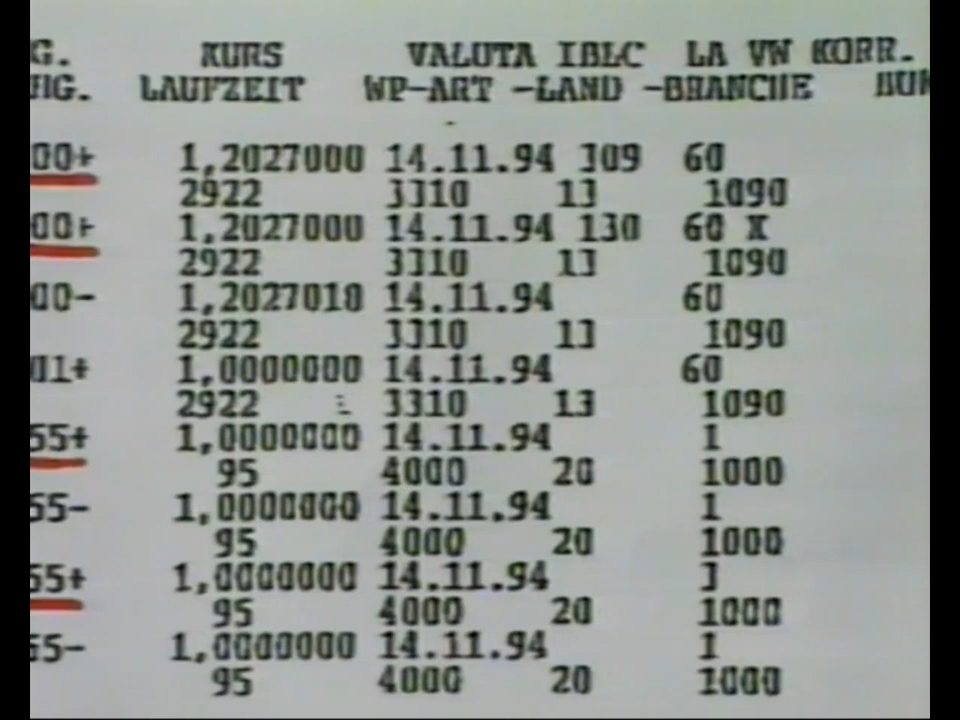 G. KURS VALUTA IBLC LA VW KORR.
HG. LAUFZEIT WP-ART -LAND -BRANCHE
00+ 1,2027000 14.11.94 309 60
2922 3310 13 1090
00+ 1,2027000 14.11.94 130 60 X
2922 3310 13 1090
00- 1,2027018 14.11.94 60
2922 3310 13 1090
01+ 1,0000000 14.11.94 60
2922 3310 13 1090
55+ 1,0000000 14.11.94 1
95 4000 20 1000
55- 1,0000000 14.11.94 1
95 4000 20 1000
55+ 1,0000000 14.11.94 1
95 4000 20 1000
55- 1,0000000 14.11.94 1
95 4000 20 1000